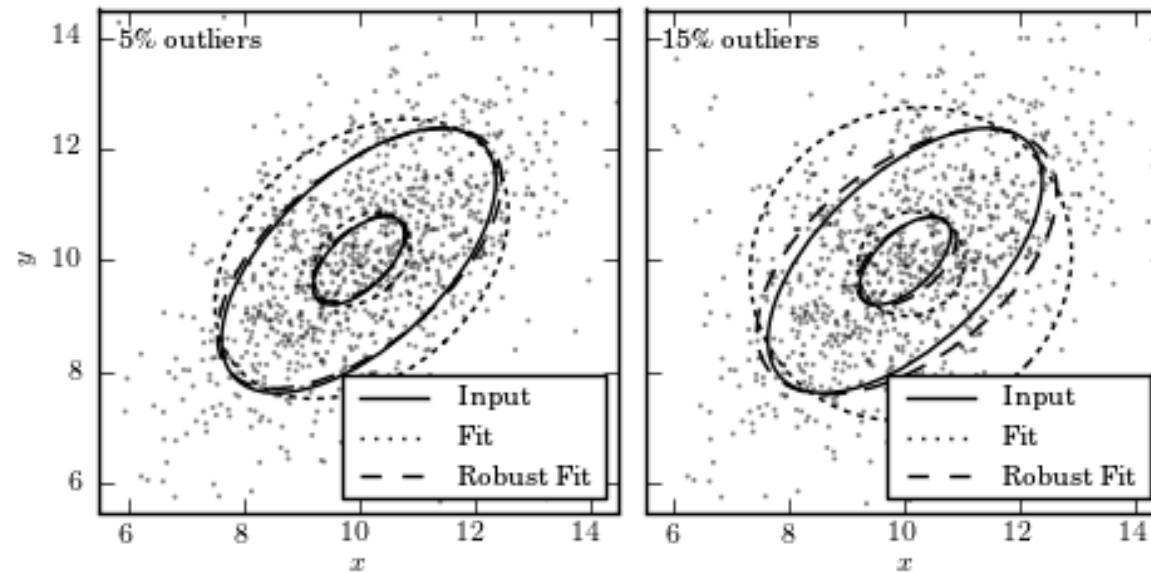 5% outliers
15% outliers
14
12
10
8
6
y
Input
Fit
Robust Fit
Input
Fit
Robust Fit
6 8 10 12 14
6 8 10 12 14
x
x